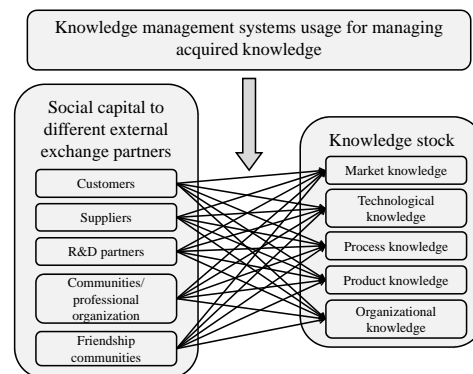 Knowledge management systems usage for managing
acquired knowledge
Social capital to
different external
exchange partners
Customers
Suppliers
R&D partners
Communities/
professional
organization
Friendship
communities
Knowledge stock
Market knowledge
Technological
knowledge
Process knowledge
Product knowledge
Organizational
knowledge